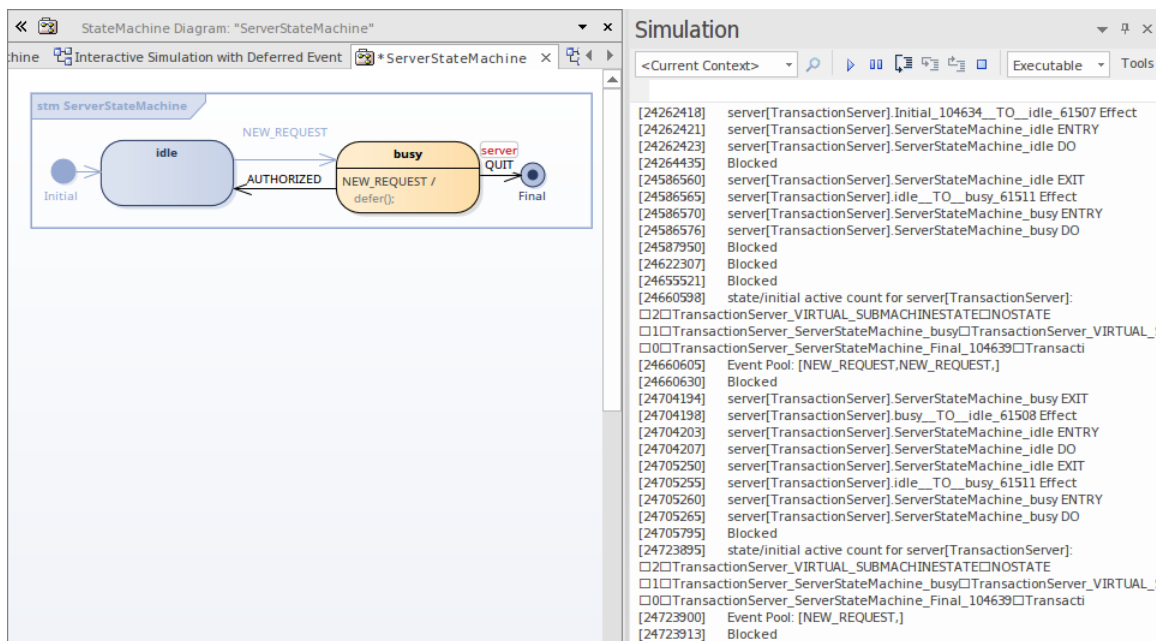 StateMachine Diagram: "ServerStateMachine"
hine Interactive Simulation with Deferred Event *ServerStateMachine
stm ServerStateMachine
NEW_REQUEST
idle
busy
server
QUIT
AUTHORIZED
NEW_REQUEST /
defer();
Initial
Final
Simulation
<Current Context> Executable Tools
[24262418] server[TransactionServer].Initial_104634__TO__idle_61507 Effect
[24262421] server[TransactionServer].ServerStateMachine_idle ENTRY
[24262423] server[TransactionServer].ServerStateMachine_idle DO
[24264435] Blocked
[24586560] server[TransactionServer].ServerStateMachine_idle EXIT
[24586565] server[TransactionServer].idle__TO__busy_61511 Effect
[24586570] server[TransactionServer].ServerStateMachine_busy ENTRY
[24586576] server[TransactionServer].ServerStateMachine_busy DO
[24587950] Blocked
[24622307] Blocked
[24655521] Blocked
[24660598] state/initial active count for server[TransactionServer]:
□2□TransactionServer_VIRTUAL_SUBMACHINESTATE□NOSTATE
□1□TransactionServer_ServerStateMachine_busy□TransactionServer_VIRTUAL_
□0□TransactionServer_ServerStateMachine_Final_104639□Transacti
[24660605] Event Pool: [NEW_REQUEST,NEW_REQUEST,]
[24660630] Blocked
[24704194] server[TransactionServer].ServerStateMachine_busy EXIT
[24704198] server[TransactionServer].busy__TO__idle_61508 Effect
[24704203] server[TransactionServer].ServerStateMachine_idle ENTRY
[24704207] server[TransactionServer].ServerStateMachine_idle DO
[24705250] server[TransactionServer].ServerStateMachine_idle EXIT
[24705255] server[TransactionServer].idle__TO__busy_61511 Effect
[24705260] server[TransactionServer].ServerStateMachine_busy ENTRY
[24705265] server[TransactionServer].ServerStateMachine_busy DO
[24705795] Blocked
[24723895] state/initial active count for server[TransactionServer]:
□2□TransactionServer_VIRTUAL_SUBMACHINESTATE□NOSTATE
□1□TransactionServer_ServerStateMachine_busy□TransactionServer_VIRTUAL_
□0□TransactionServer_ServerStateMachine_Final_104639□Transacti
[24723900] Event Pool: [NEW_REQUEST,]
[24723913] Blocked